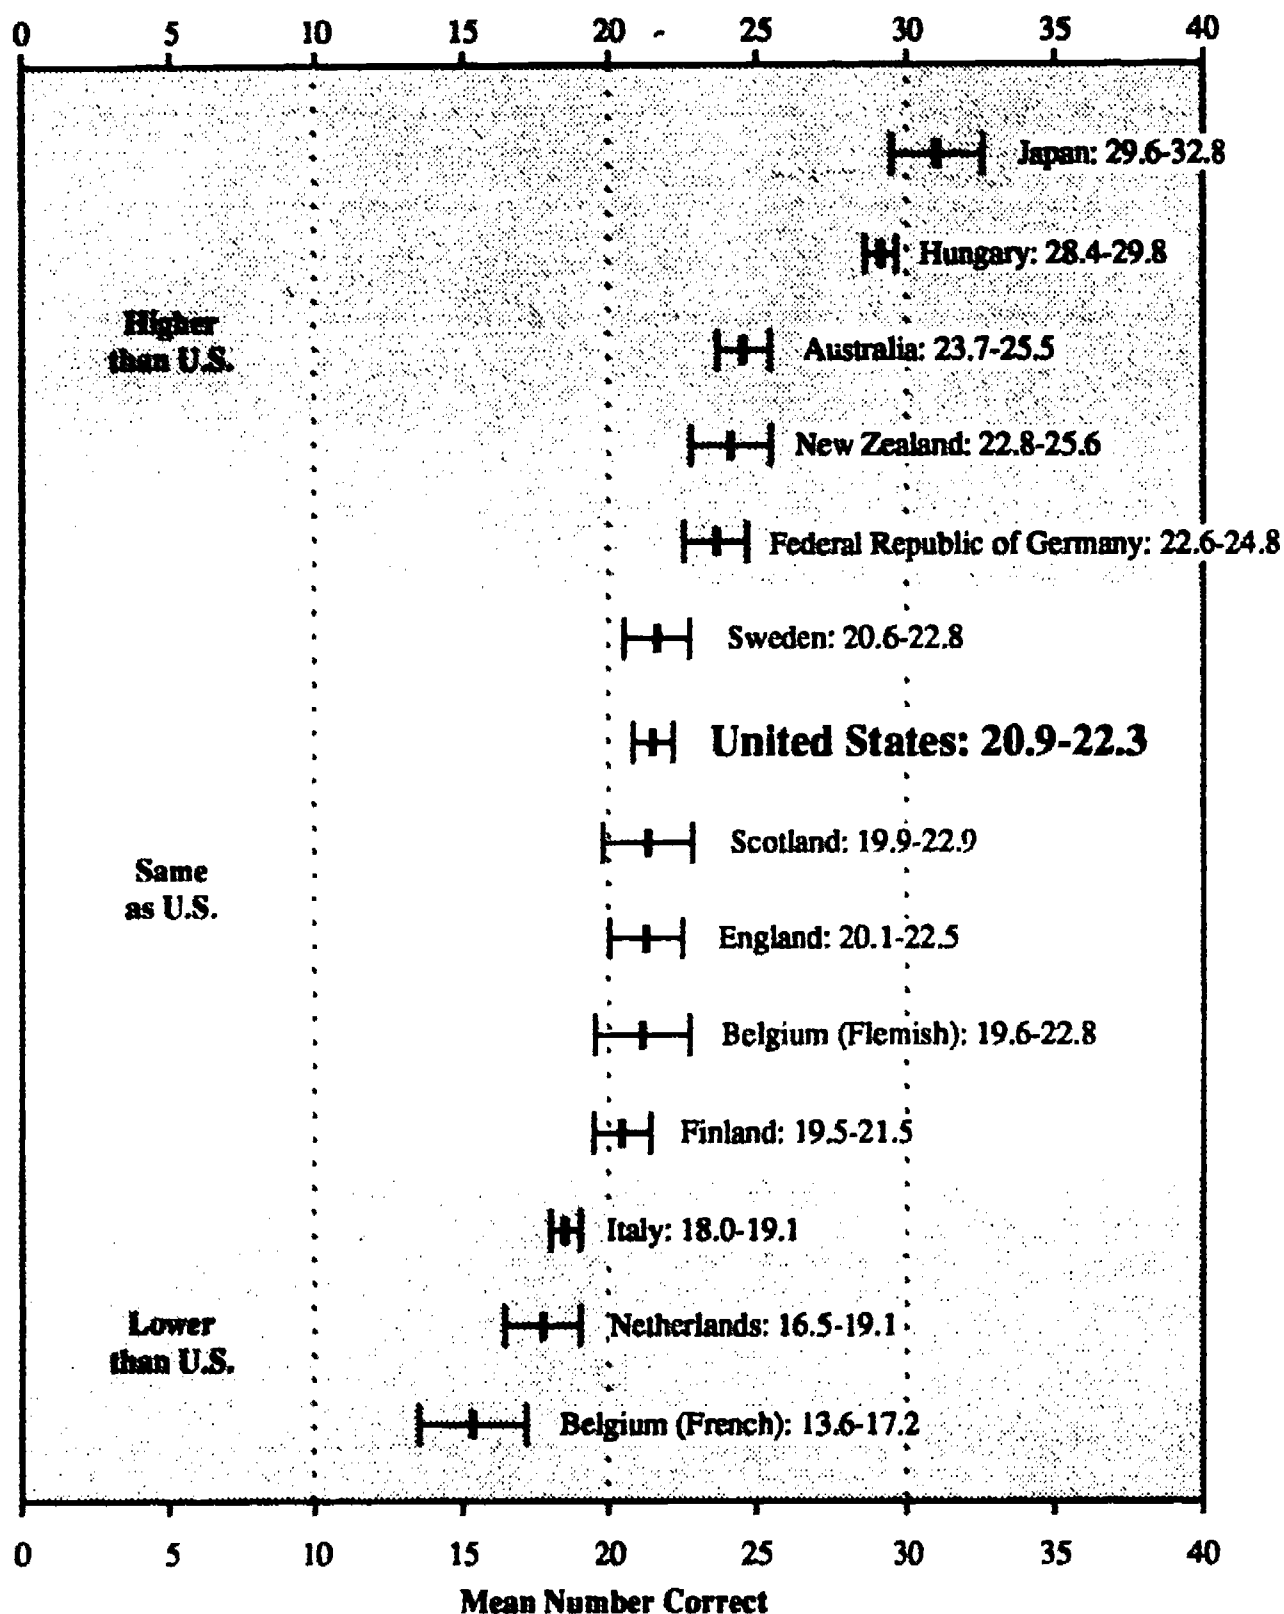 0 5 10 15 20 25 30 35 40
Japan: 29.6-32.8
Hungary: 28.4-29.8
Higher
than U.S.
Australia: 23.7-25.5
New Zealand: 22.8-25.6
Federal Republic of Germany: 22.6-24.8
Sweden: 20.6-22.8
United States: 20.9-22.3
Scotland: 19.9-22.9
Same
as U.S.
England: 20.1-22.5
Belgium (Flemish): 19.6-22.8
Finland: 19.5-21.5
Italy: 18.0-19.1
Lower
than U.S.
Netherlands: 16.5-19.1
Belgium (French): 13.6-17.2
0 5 10 15 20 25 30 35 40
Mean Number Correct